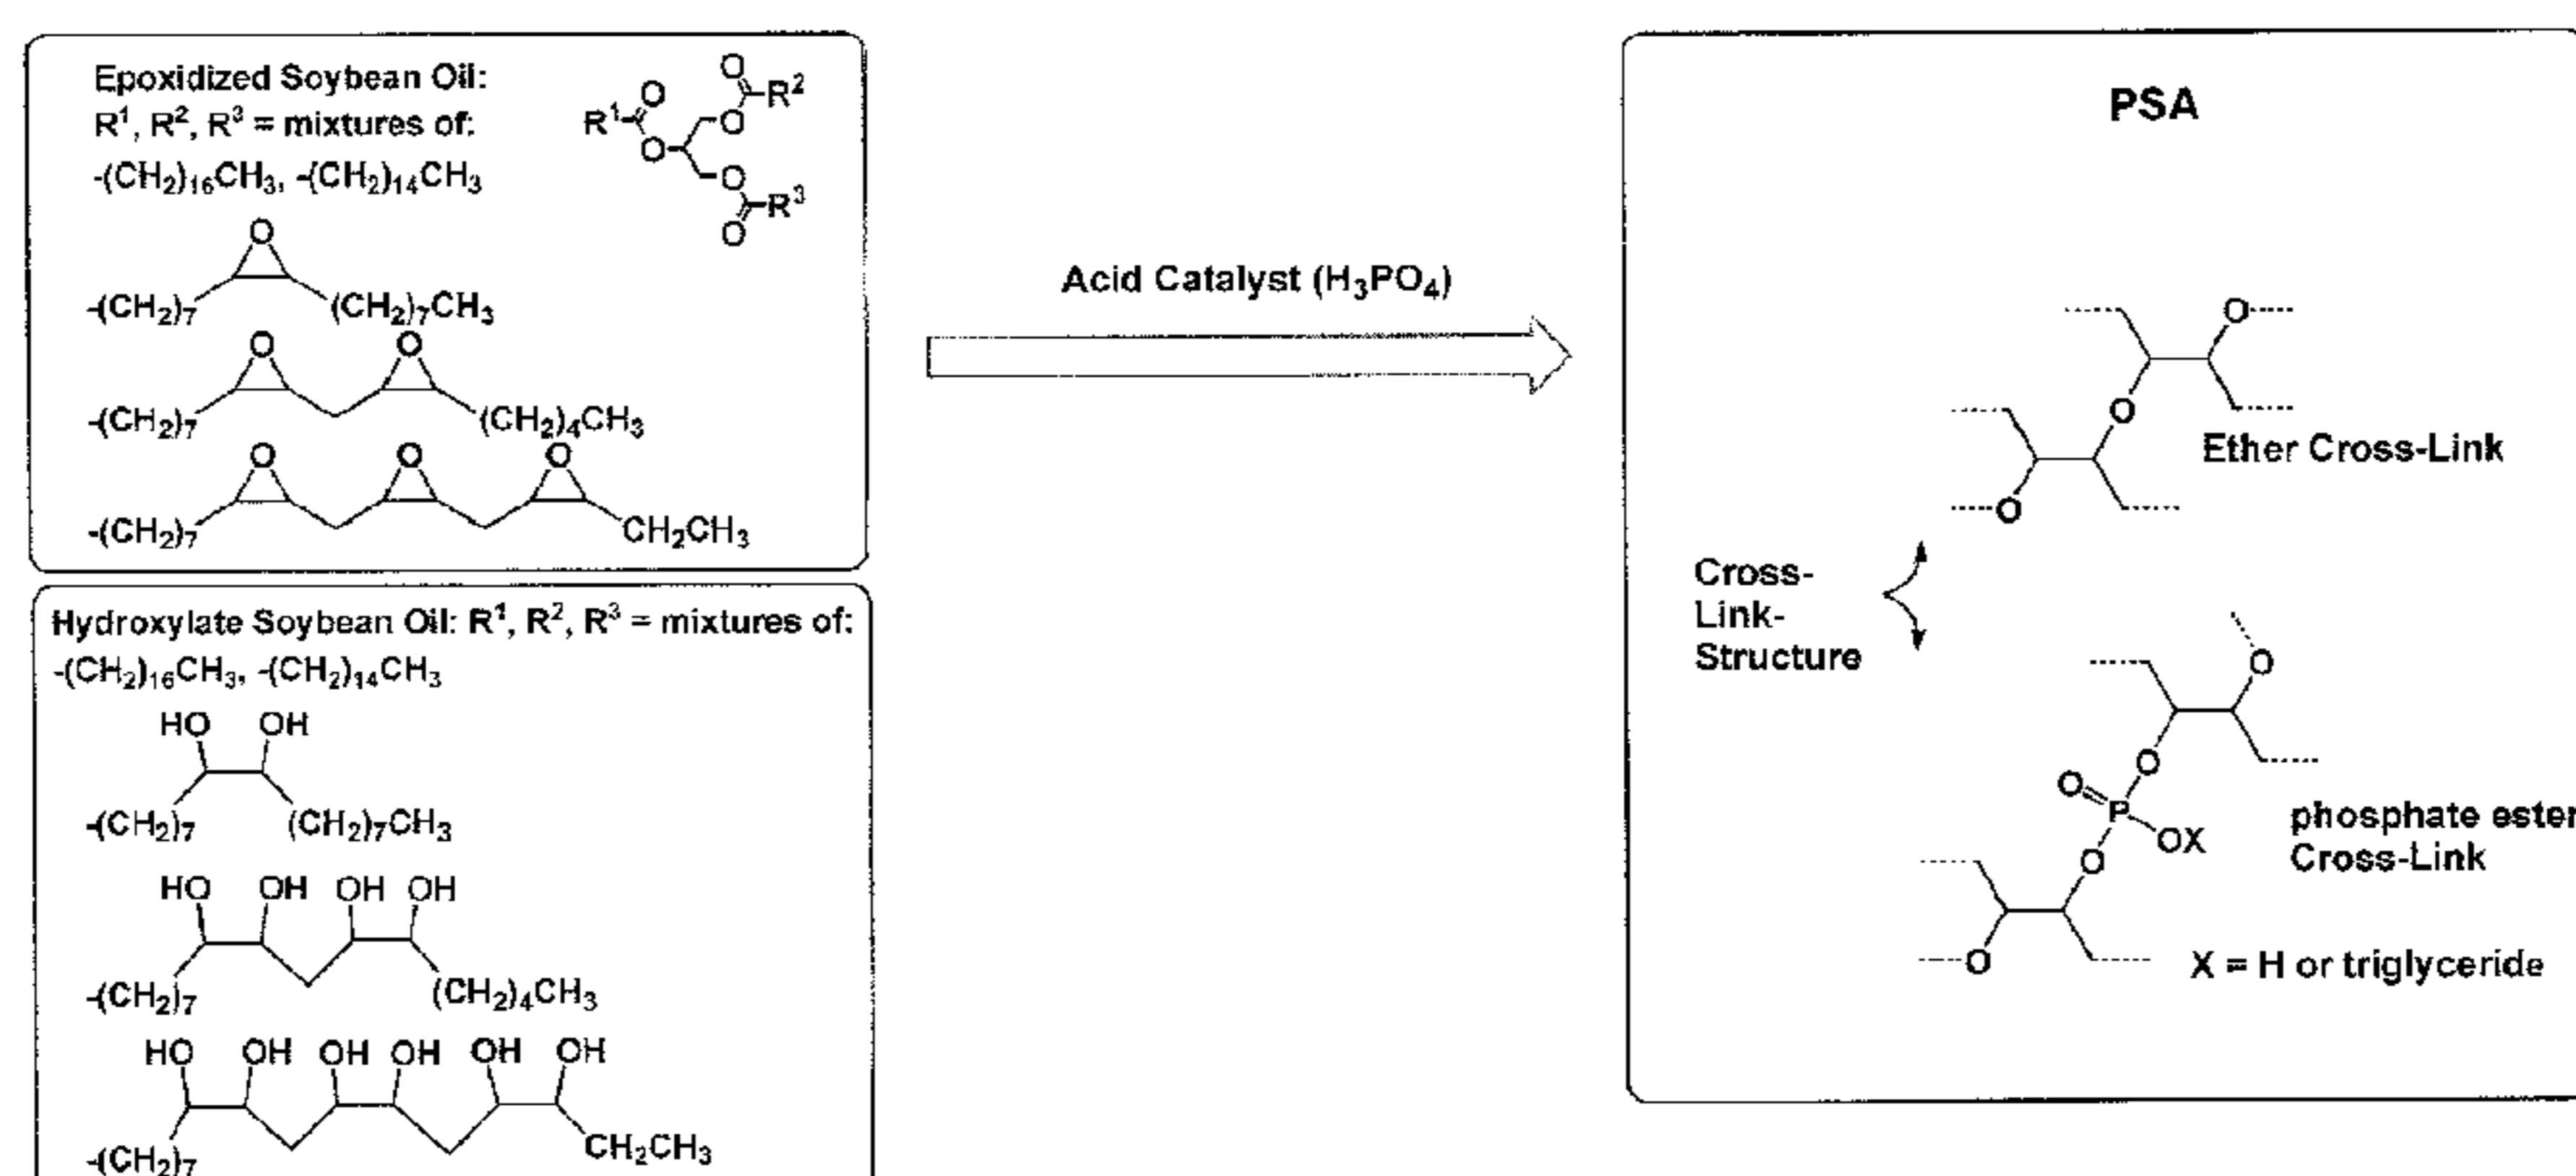 Epoxidized Soybean Oil:
R¹, R², R³ = mixtures of:
-(CH₂)₁₆CH₃, -(CH₂)₁₄CH₃
O
O
R¹
R²
O
O
O
R³
O
O
-(CH₂)₇
(CH₂)₇CH₃
O
O
-(CH₂)₇
(CH₂)₄CH₃
O
O
O
-(CH₂)₇
CH₂CH₃
Hydroxylate Soybean Oil: R¹, R², R³ = mixtures of:
-(CH₂)₁₆CH₃, -(CH₂)₁₄CH₃
HO OH
-(CH₂)₇
(CH₂)₇CH₃
HO OH OH OH
-(CH₂)₇
(CH₂)₄CH₃
HO OH OH OH OH OH
-(CH₂)₇
CH₂CH₃
Acid Catalyst (H₃PO₄)
PSA
O
O
Ether Cross-Link
O
Cross-
Link-
Structure
O
O
O
P
OX
O
phosphate ester
Cross-Link
O
X = H or triglyceride